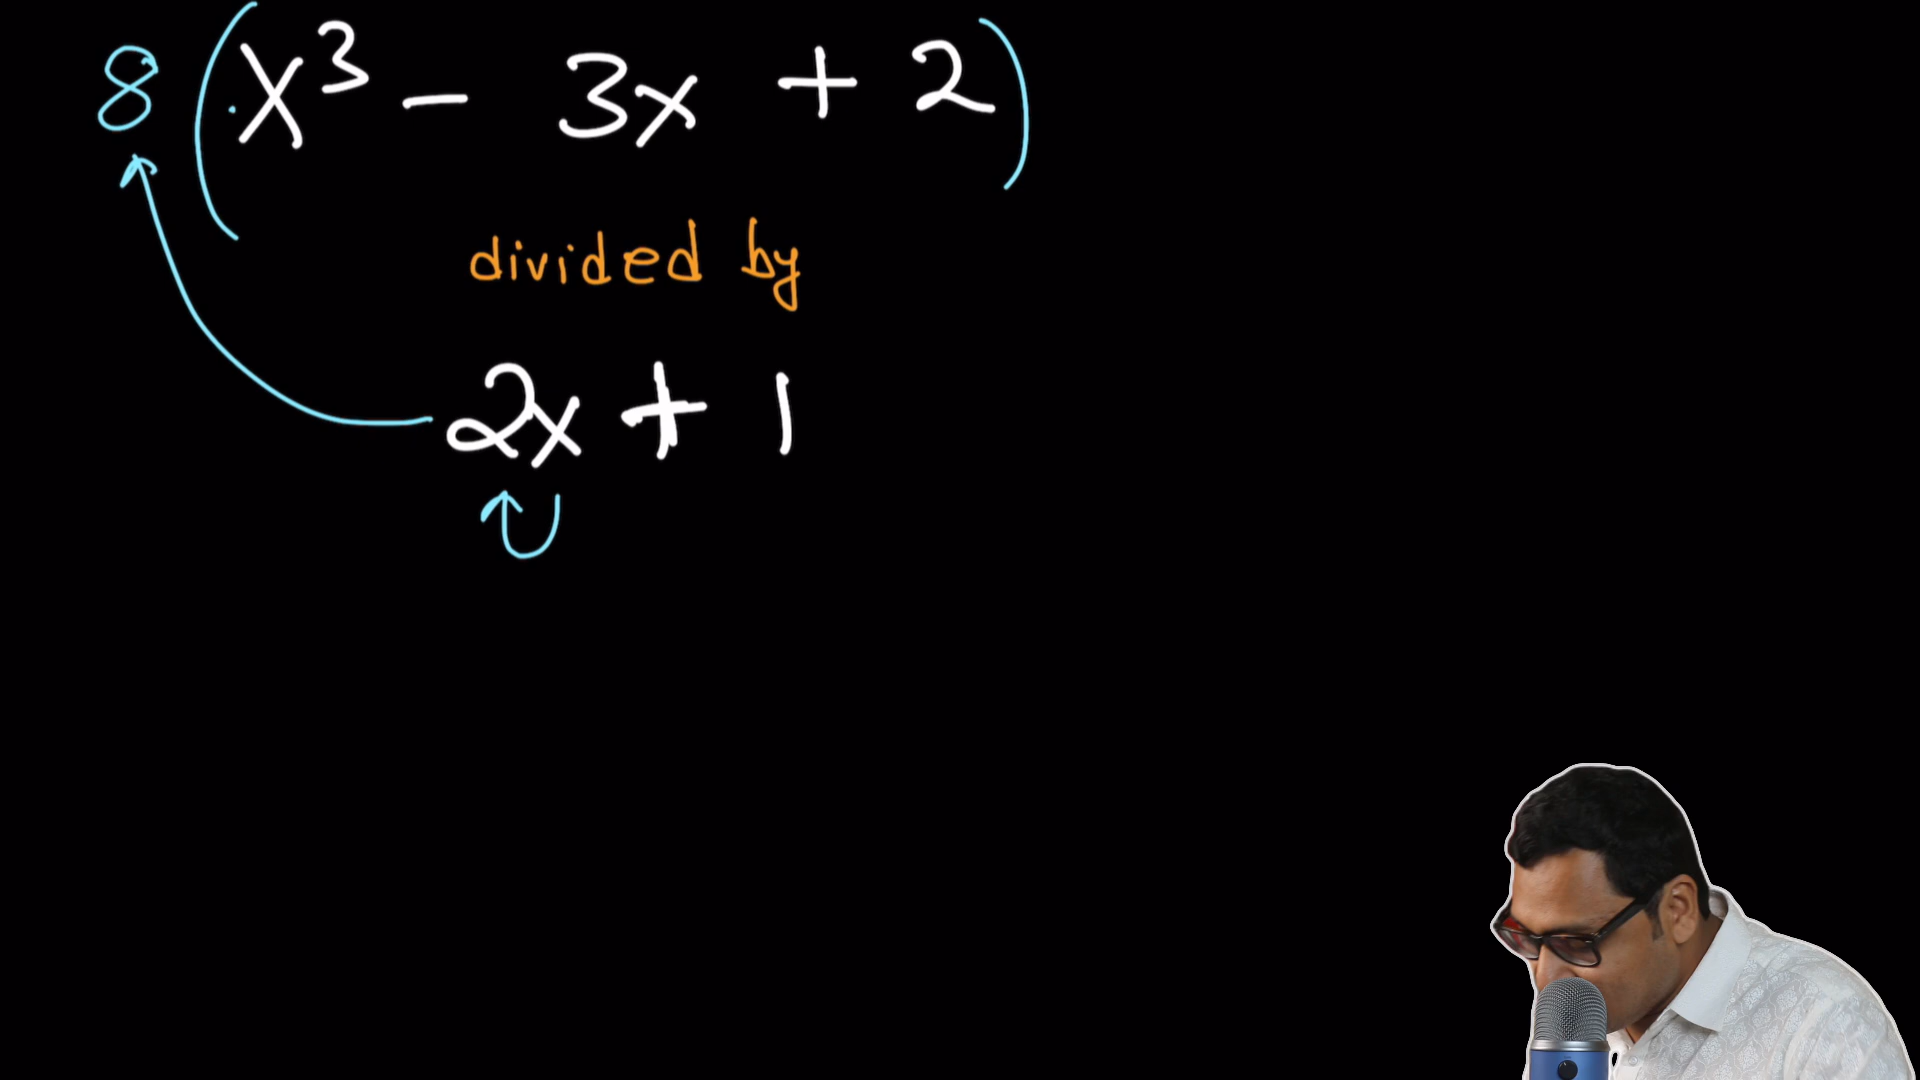 8 (x³ - 3x + 2)
divided by
2x + 1